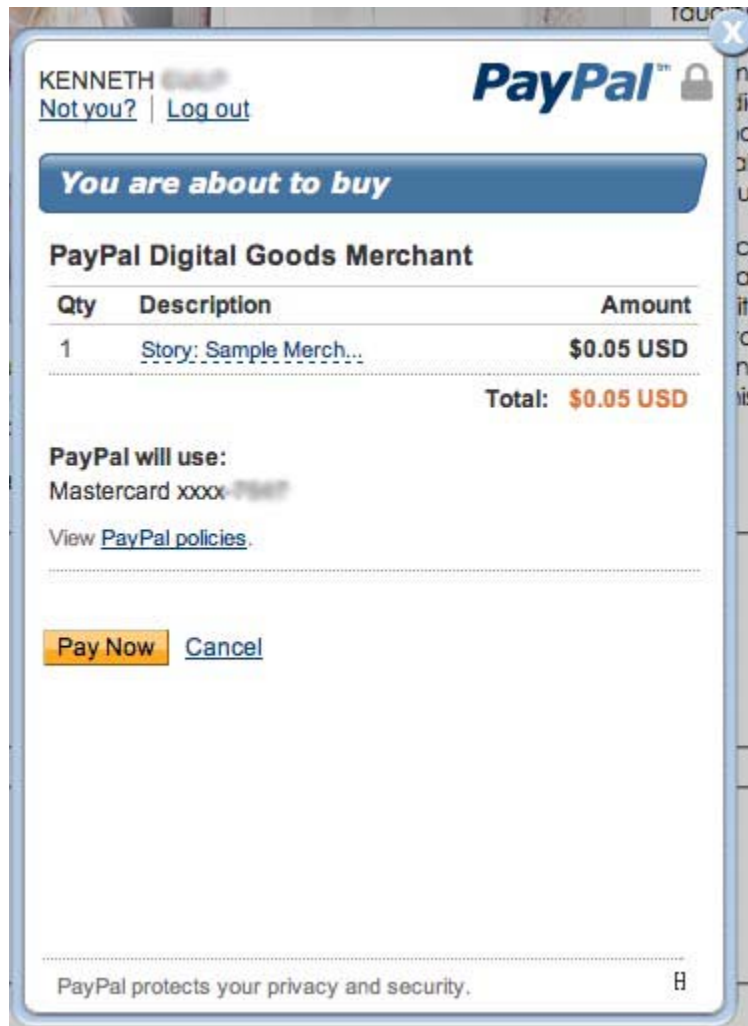 KENNETH
PayPal™
Not you? | Log out
You are about to buy
PayPal Digital Goods Merchant
Qty Description Amount
1 Story: Sample Merch... $0.05 USD
Total: $0.05 USD
PayPal will use:
Mastercard xxxx-
View PayPal policies.
Pay Now Cancel
PayPal protects your privacy and security.